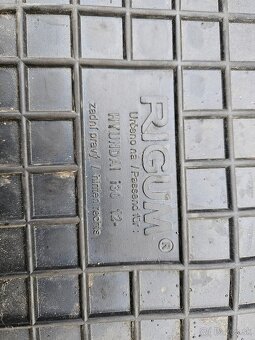 RIGUM®
Určeno na / Passend für:
HYUNDAI i30 12-
zadní pravý / hinten rechts